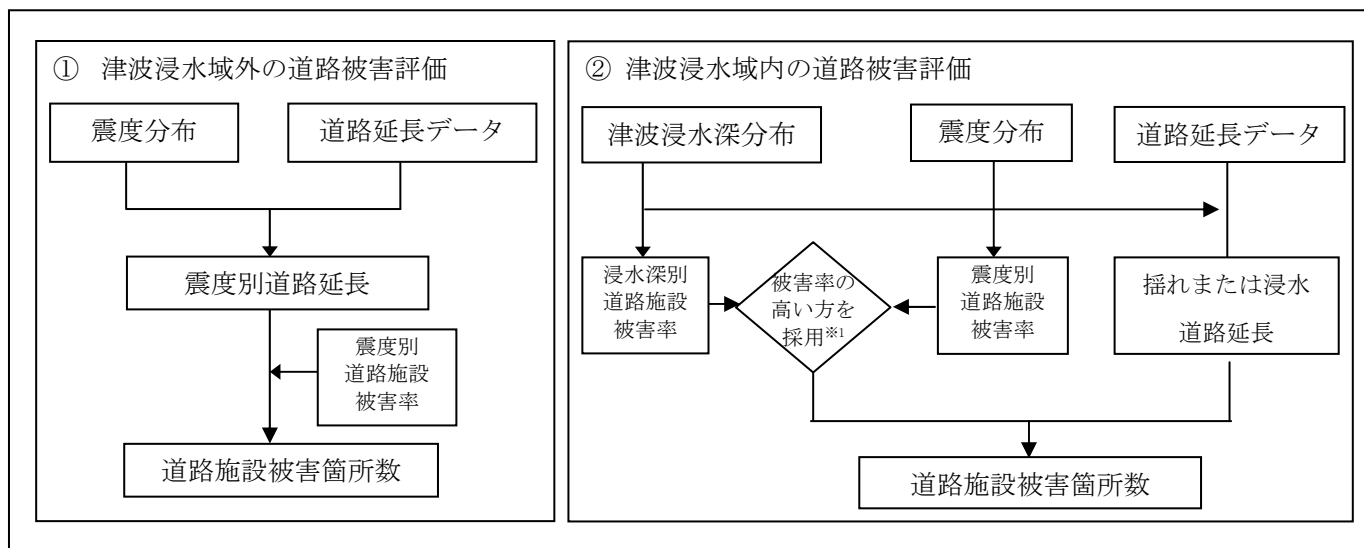 ① 津波浸水域外の道路被害評価
震度分布
道路延長データ
震度別道路延長
震度別
道路施設
被害率
道路施設被害箇所数
② 津波浸水域内の道路被害評価
津波浸水深分布
震度分布
道路延長データ
浸水深別
道路施設
被害率
被害率の
高い方を
採用※1
震度別
道路施設
被害率
揺れまたは浸水
道路延長
道路施設被害箇所数